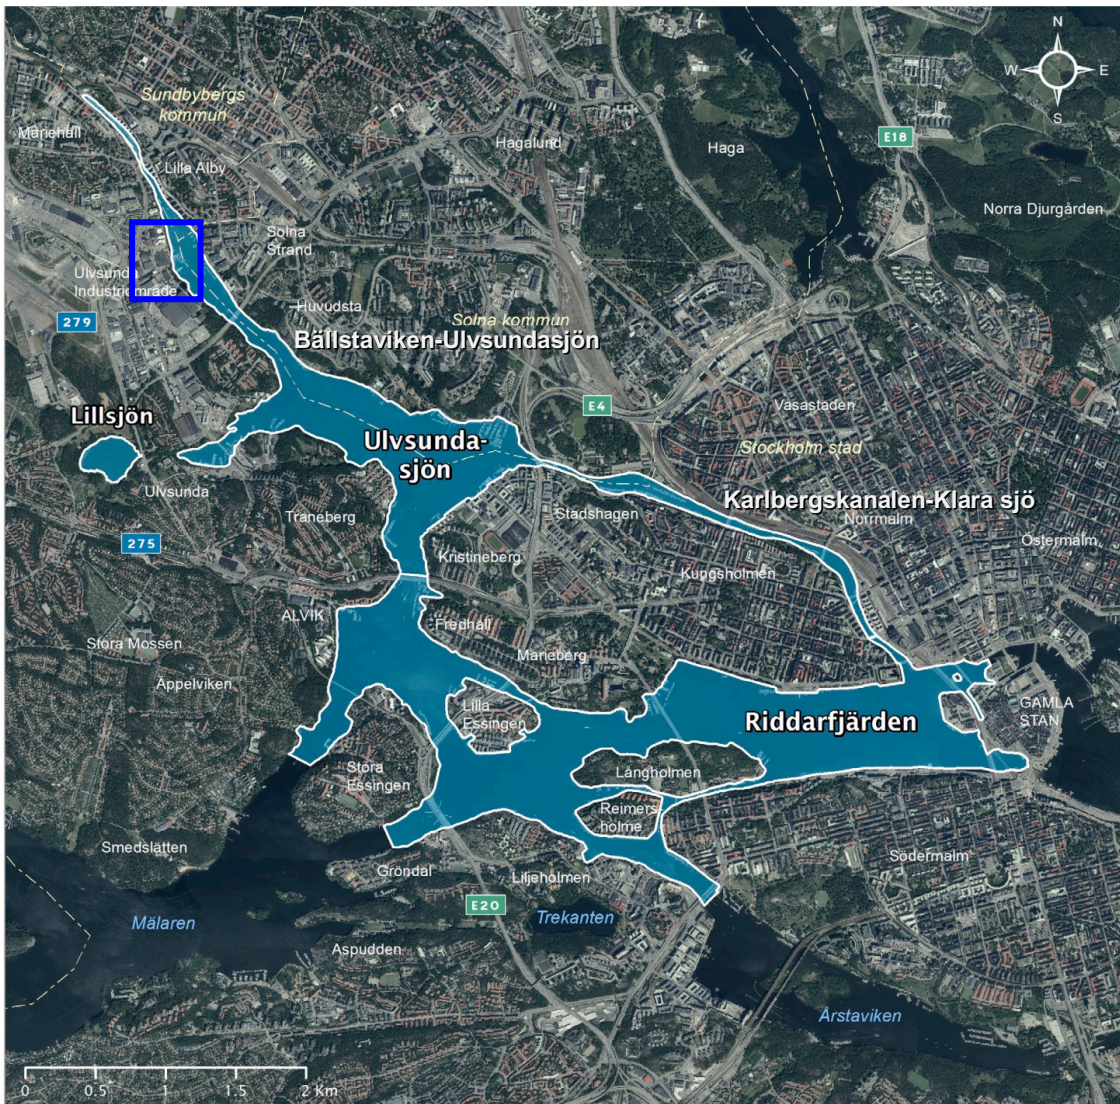 N
W E
S
Sundbybergs
kommun
Mariehäll
Hagalund
E18
Haga
Lilla Alby
Norra Djurgården
Solna
Strand
Ulvsunda
Industriområde
Huvudsta
279
Solna kommun
Bällstaviken-Ulvsundasjön
E4
Vasastaden
Lillsjön
Ulvsunda-
sjön
Stockholm stad
Ulvsunda
Karlbergskanalen-Klara sjö
Traneberg
Stadshagen
Norrmalm
275
Östermalm
Kristineberg
Kungsholmen
ALVIK
Fredhäll
Stora Mossen
Marieberg
Äppelviken
Lilla
Essingen
GAMLA
STAN
Riddarfjärden
Stora
Essingen
Långholmen
Reimers
holme
Smedslätten
Södermalm
Gröndal
Liljeholmen
E20
Trekanten
Mälaren
Aspudden
Årstaviken
0 0.5 1 1.5 2 Km